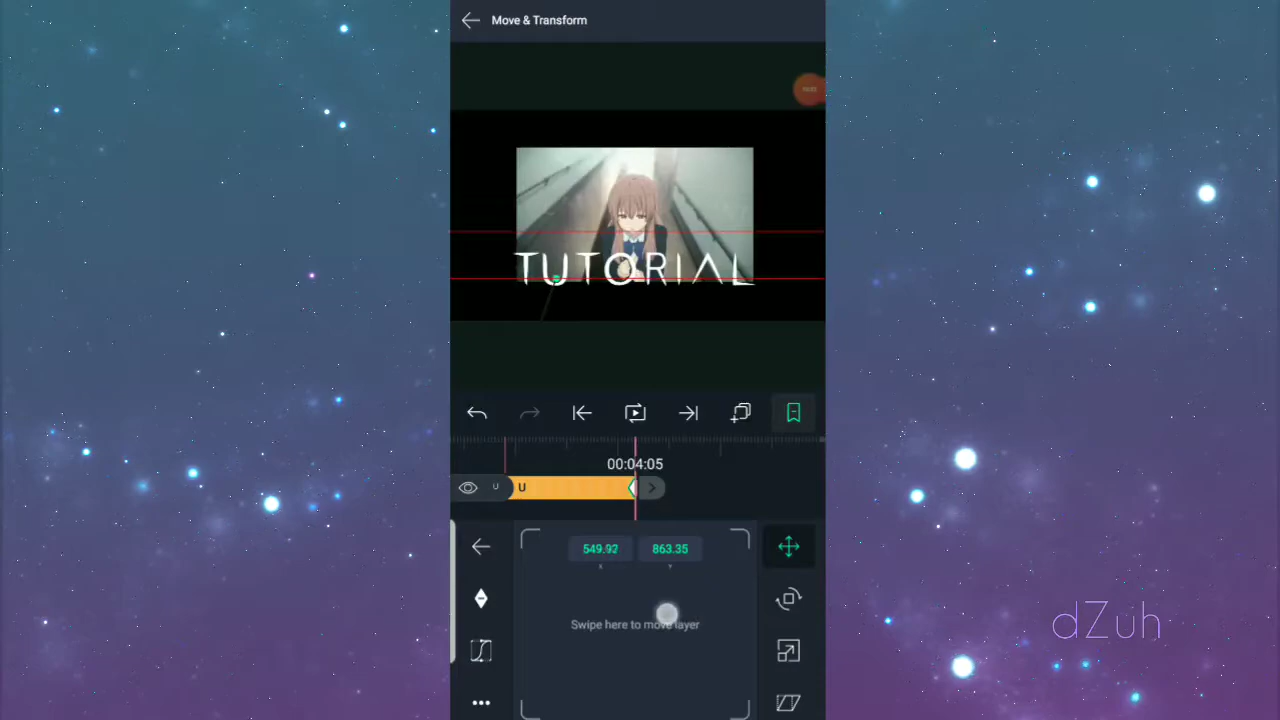 Move & Transform
TUTORIAL
00:04:05
U
U
549.92 863.35
X Y
Swipe here to move layer
dZuh